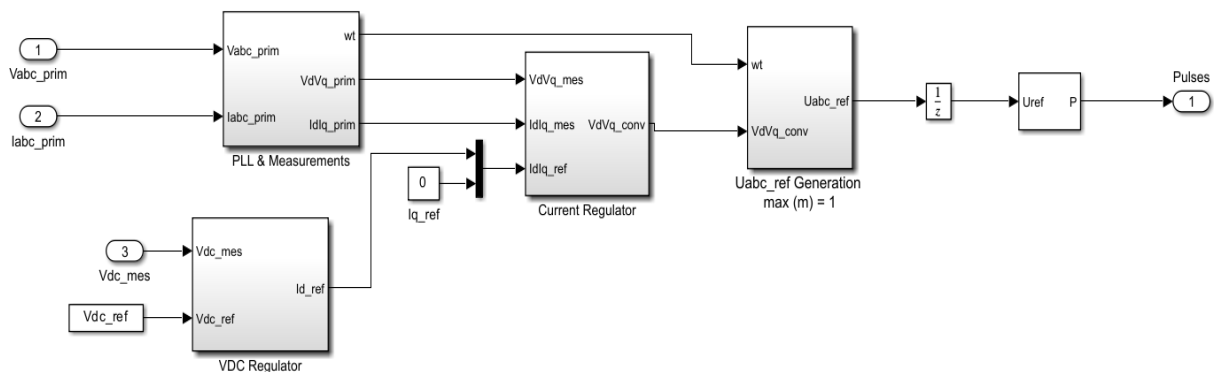 1
Vabc_prim
2
Iabc_prim
Vabc_prim
Iabc_prim
wt
VdVq_prim
IdIq_prim
PLL & Measurements
0
Iq_ref
VdVq_mes
IdIq_mes
IdIq_ref
VdVq_conv
Current Regulator
wt
VdVq_conv
Uabc_ref
Uabc_ref Generation
max (m) = 1
1
z
Uref
P
Pulses
1
3
Vdc_mes
Vdc_ref
Vdc_mes
Vdc_ref
Id_ref
VDC Regulator